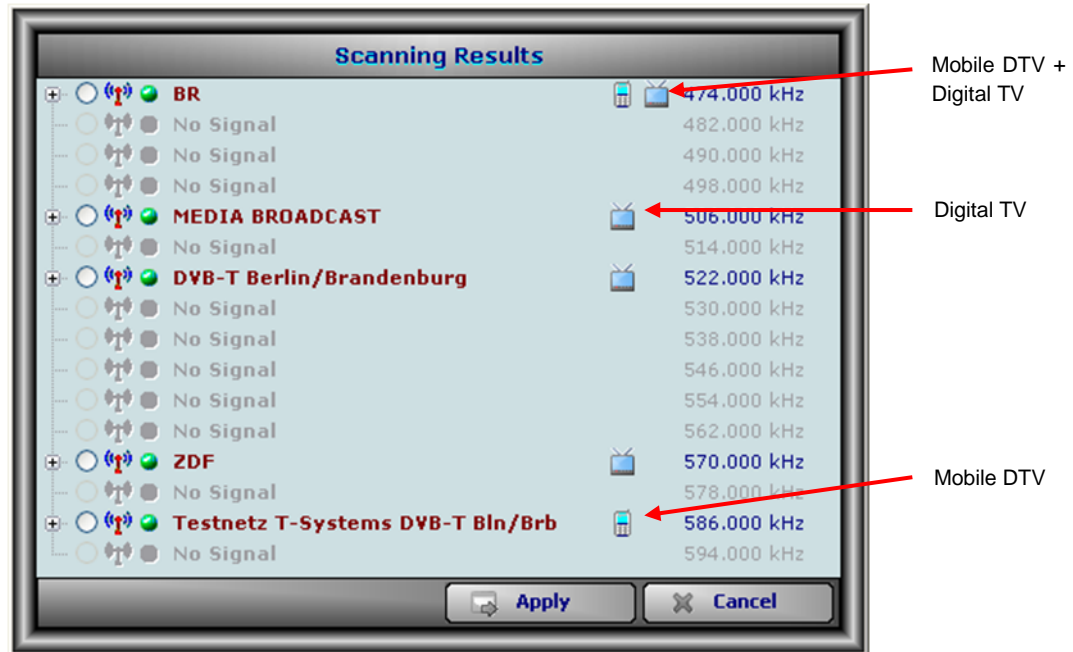 Scanning Results
BR 474.000 kHz
No Signal 482.000 kHz
No Signal 490.000 kHz
No Signal 498.000 kHz
MEDIA BROADCAST 506.000 kHz
No Signal 514.000 kHz
DVB-T Berlin/Brandenburg 522.000 kHz
No Signal 530.000 kHz
No Signal 538.000 kHz
No Signal 546.000 kHz
No Signal 554.000 kHz
No Signal 562.000 kHz
ZDF 570.000 kHz
No Signal 578.000 kHz
Testnetz T-Systems DVB-T Bln/Brb 586.000 kHz
No Signal 594.000 kHz
Apply
Cancel
Mobile DTV +
Digital TV
Digital TV
Mobile DTV